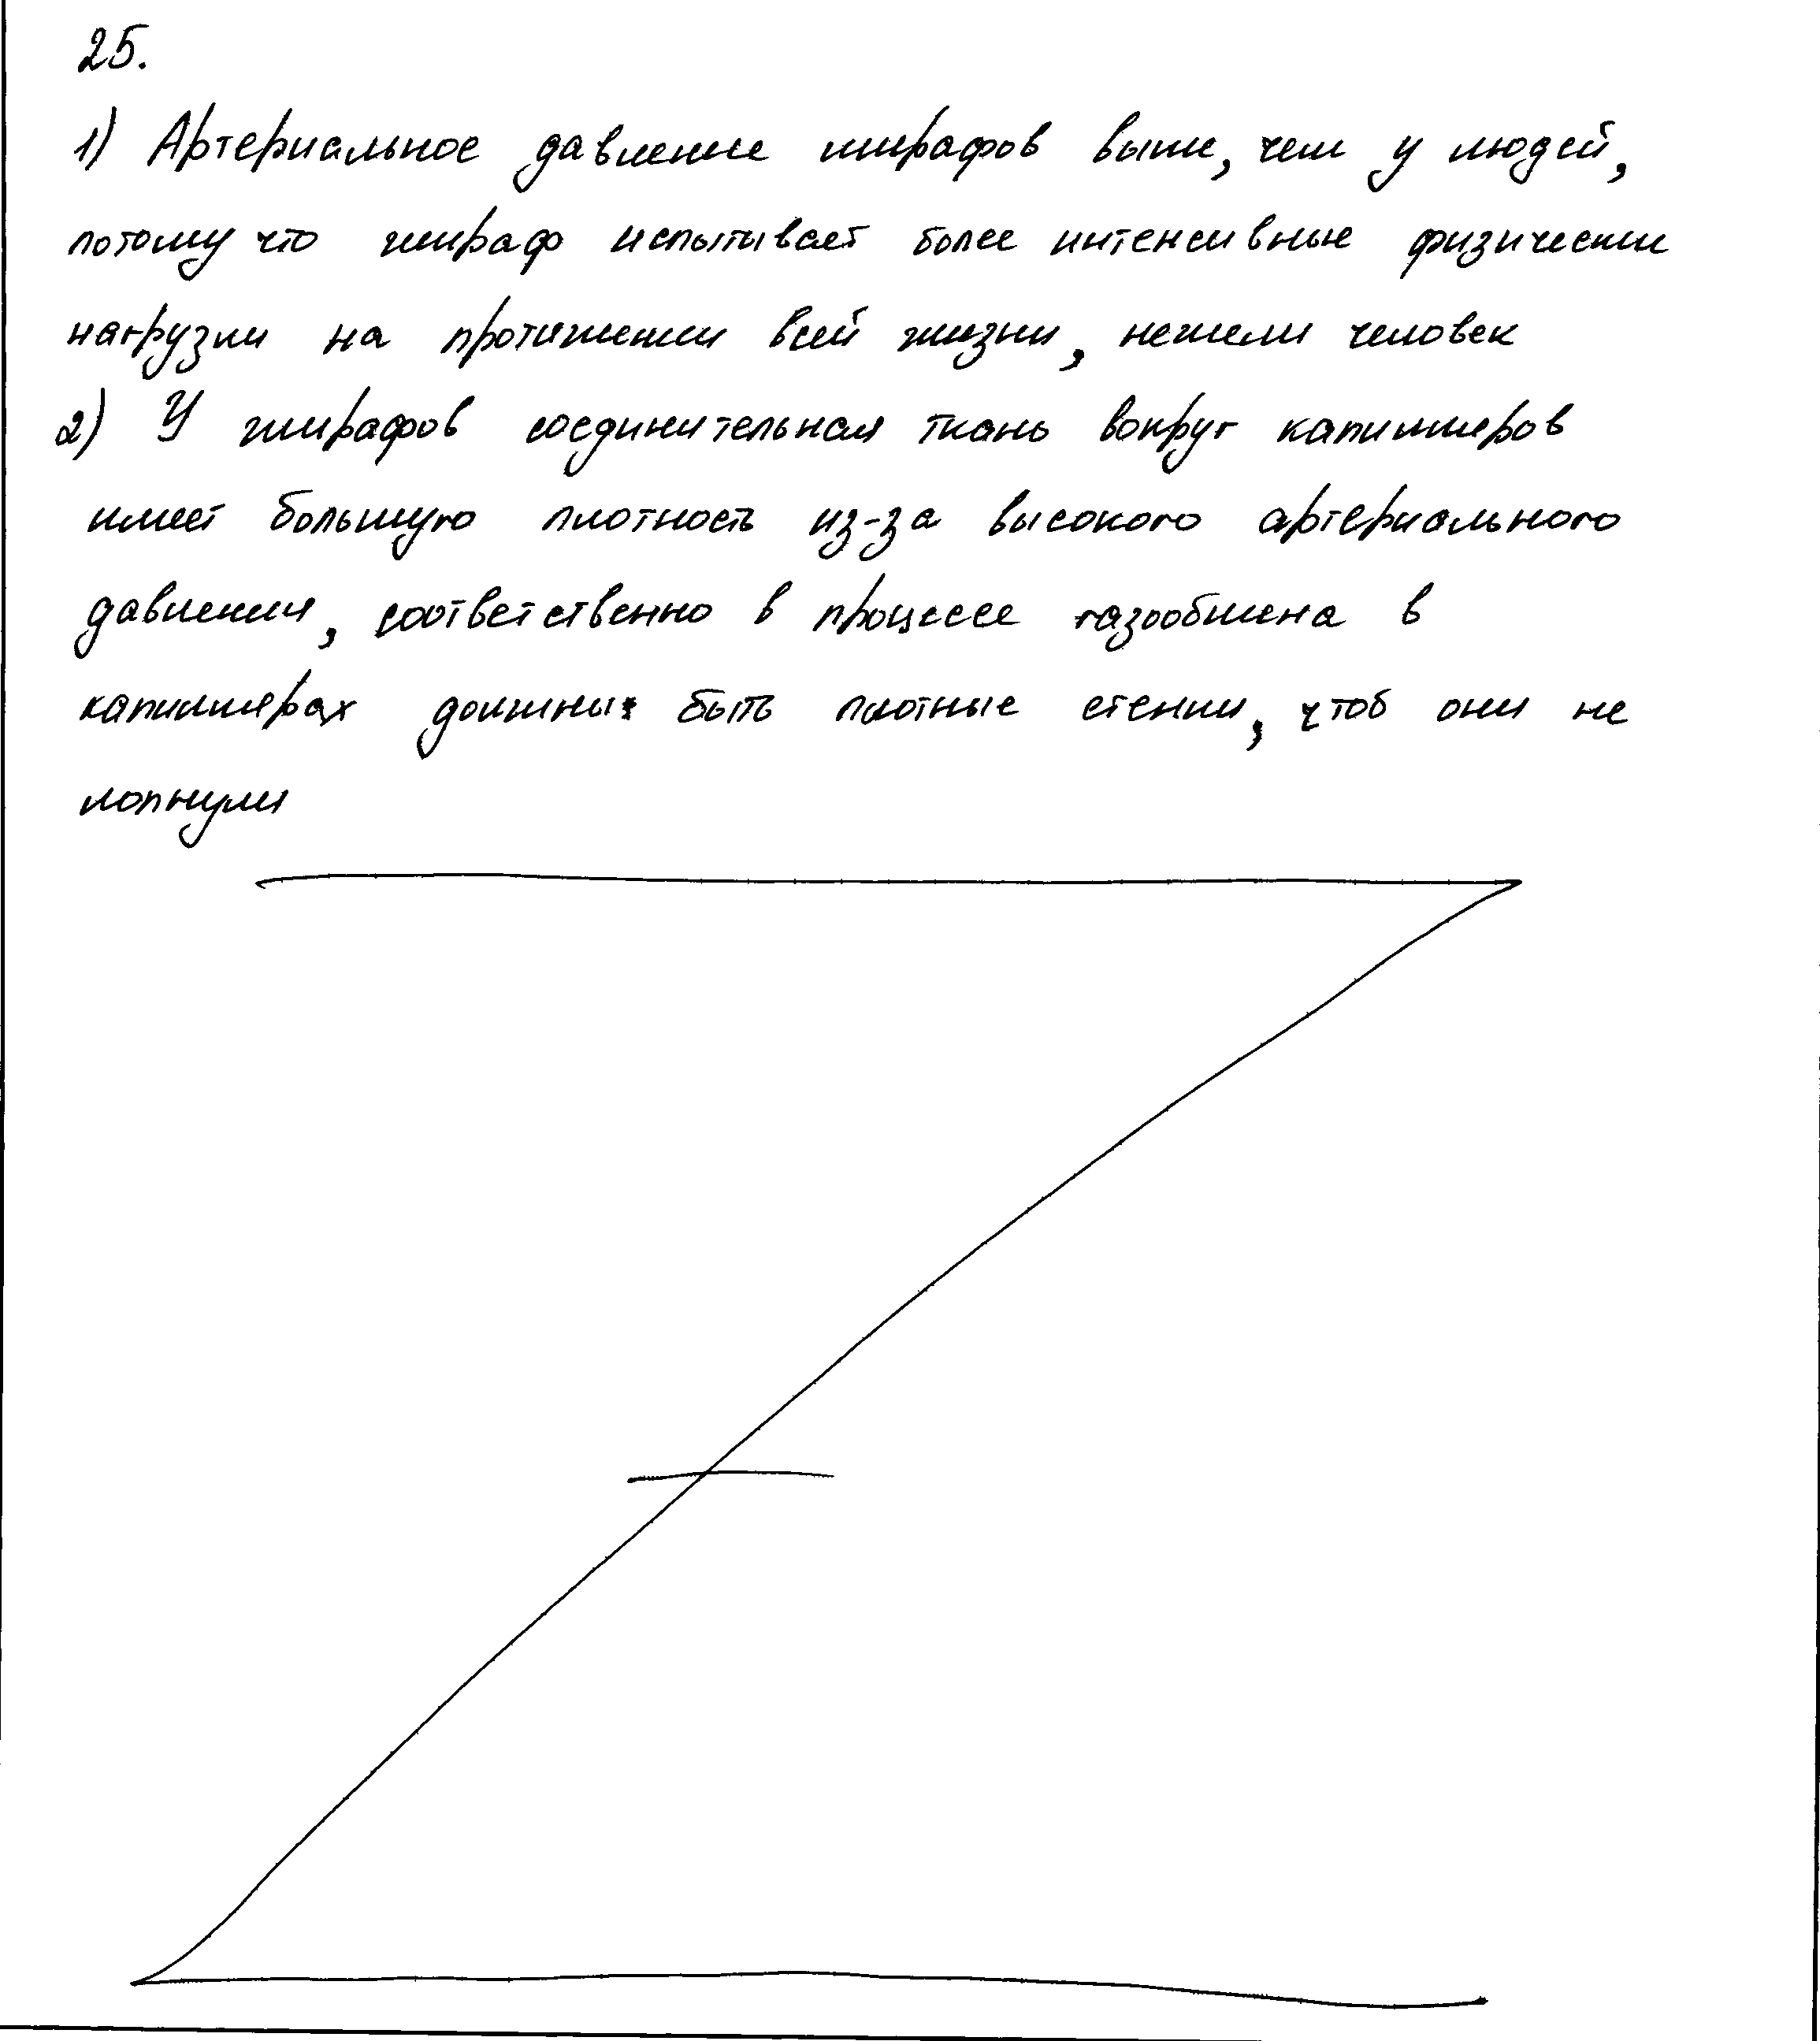 25.
1) Артериальное давление жирафов выше, чем у людей,
потому что жираф испытывает более интенсивные физические
нагрузки на протяжении всей жизни, нежели человек
2) У жирафов соединительная ткань вокруг капилляров
имеет большую плотность из-за высокого артериального
давления, соответственно в процессе газообмена в
капиллярах должны быть плотные стенки, чтоб они не
лопнули